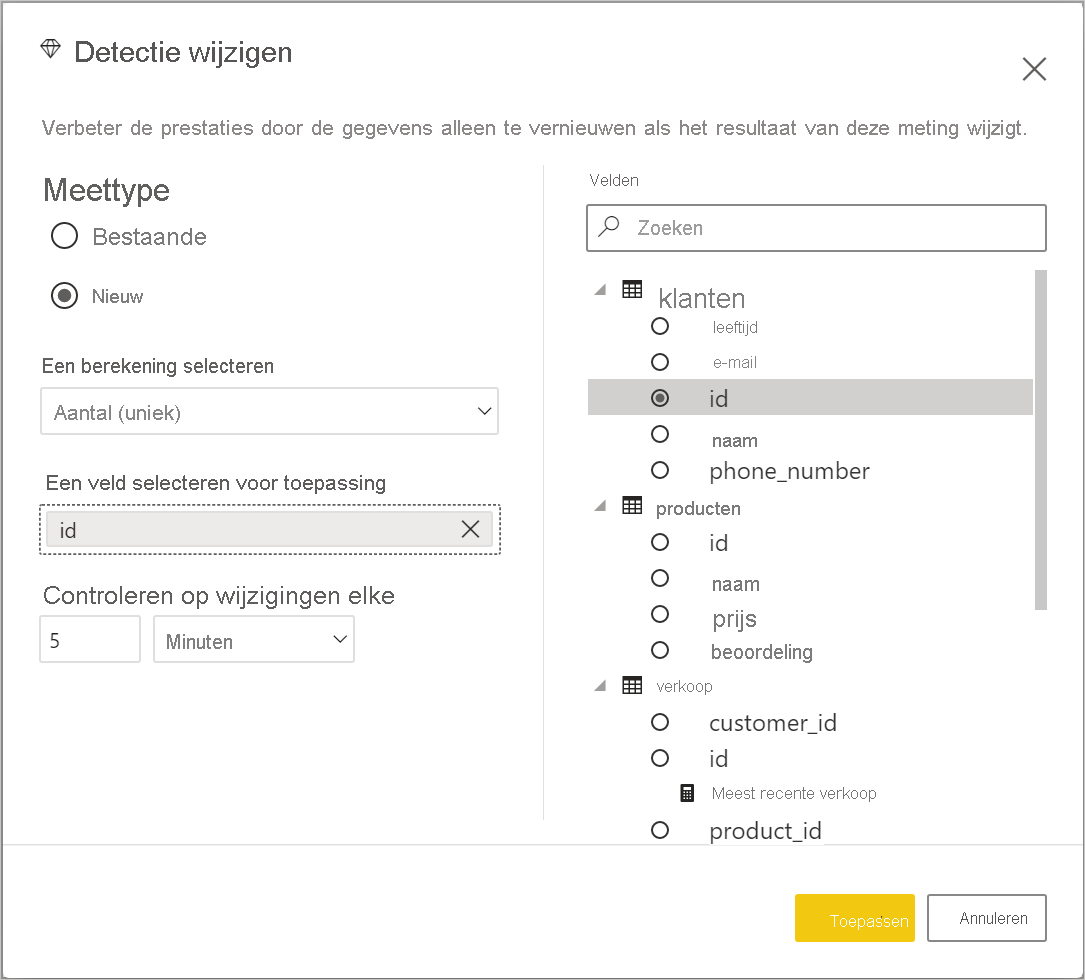 Detectie wijzigen
Verbeter de prestaties door de gegevens alleen te vernieuwen als het resultaat van deze meting wijzigt.
Meettype
Bestaande
Nieuw
Een berekening selecteren
Aantal (uniek)
Een veld selecteren voor toepassing
id
Controleren op wijzigingen elke
5 Minuten
Velden
Zoeken
klanten
leeftijd
e-mail
id
naam
phone_number
producten
id
naam
prijs
beoordeling
verkoop
customer_id
id
Meest recente verkoop
product_id
Toepassen Annuleren